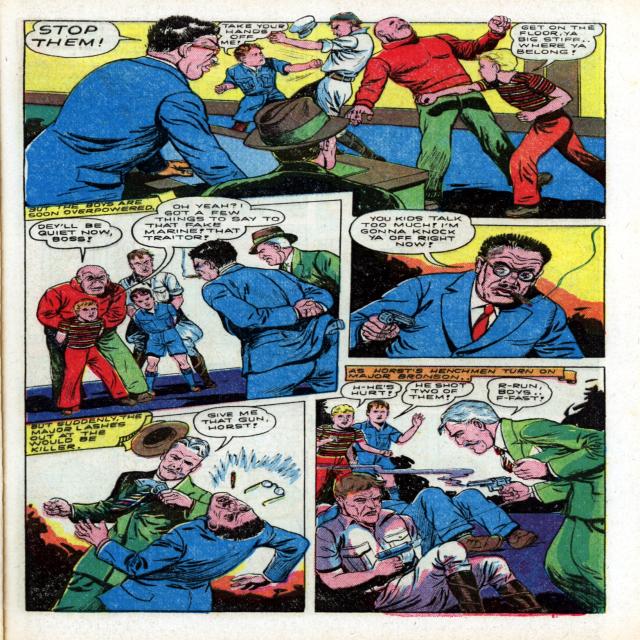 STOP
THEM!
TAKE YOUR
HANDS
OFF
ME!
GET ON THE
FLOOR, YA
BIG STIFF..
WHERE YA
BELONG!
BUT THE BOYS ARE
SOON OVERPOWERED.
DEY'LL BE
QUIET NOW,
BOSS!
OH YEAH? I
GOT A FEW
THINGS TO SAY TO
THAT FAKE
MARINE! THAT
TRAITOR!
YOU KIDS TALK
TOO MUCH! I'M
GONNA KNOCK
YA OFF RIGHT
NOW!
BUT SUDDENLY, THE
MAJOR LASHES
OUT AT THE
WOULD BE
KILLER.
GIVE ME
THAT GUN,
HORST!
AS HORST'S HENCHMEN TURN ON
MAJOR BRONSON..
H-HE'S
HURT!
HE SHOT
TWO OF
THEM!
R-RUN,
BOYS..
F-FAST!